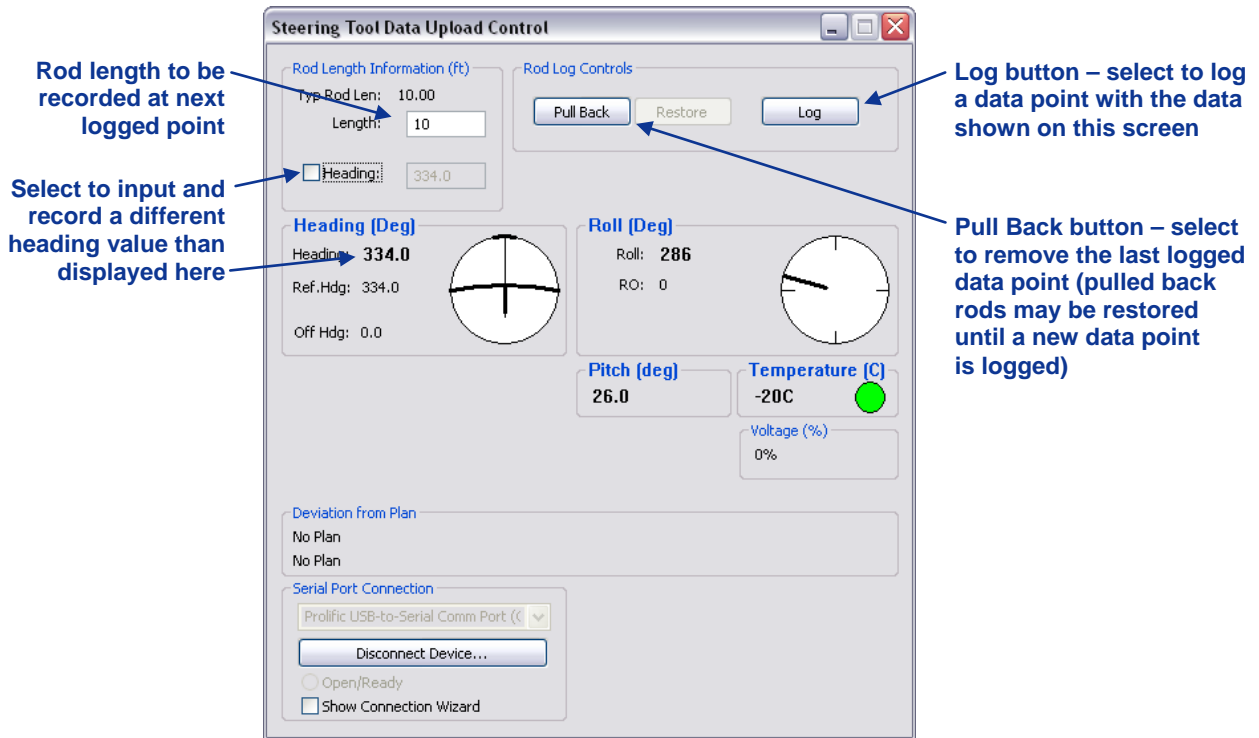 Steering Tool Data Upload Control
Rod length to be
recorded at next
logged point
Select to input and
record a different
heading value than
displayed here
Rod Length Information (ft)
Typ Rod Len: 10.00
Length: 10
Heading: 334.0
Rod Log Controls
Pull Back Restore Log
Log button – select to log
a data point with the data
shown on this screen
Pull Back button – select
to remove the last logged
data point (pulled back
rods may be restored
until a new data point
is logged)
Heading (Deg)
Heading: 334.0
Ref.Hdg: 334.0
Off Hdg: 0.0
Roll (Deg)
Roll: 286
RO: 0
Pitch (deg)
26.0
Temperature (C)
-20C
Voltage (%)
0%
Deviation from Plan
No Plan
No Plan
Serial Port Connection
Prolific USB-to-Serial Comm Port (
Disconnect Device...
Open/Ready
Show Connection Wizard